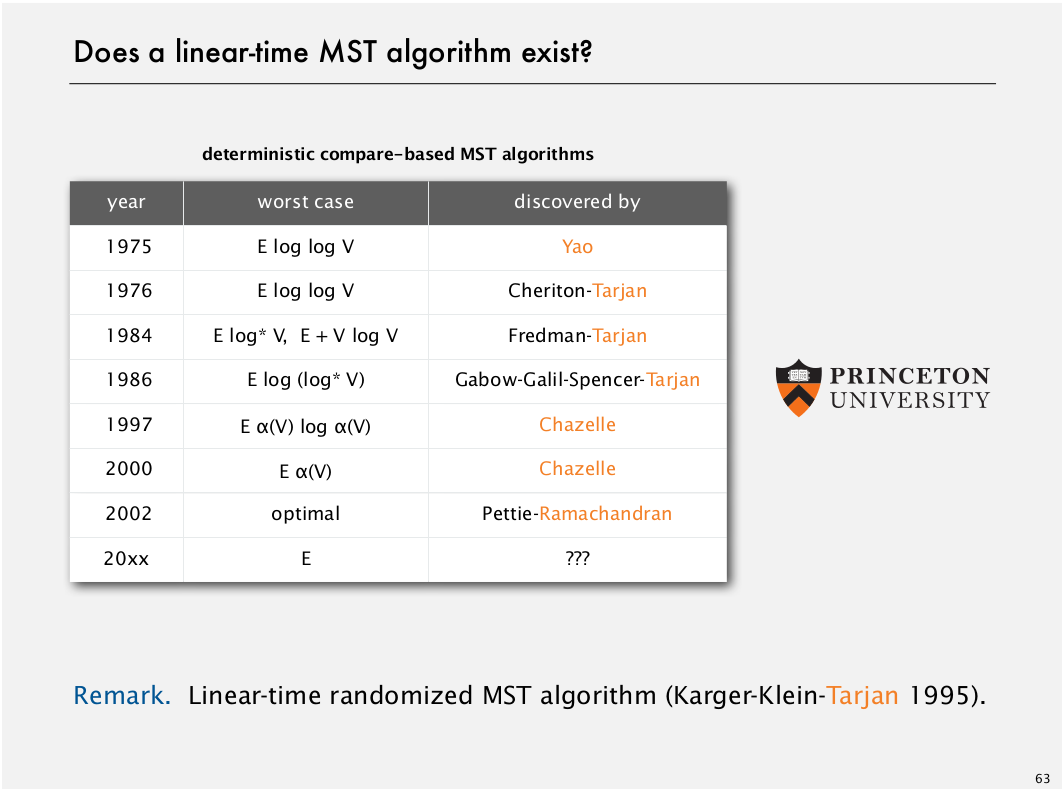 Does a linear-time MST algorithm exist?
deterministic compare-based MST algorithms
year worst case discovered by
1975 E log log V Yao
1976 E log log V Cheriton-Tarjan
1984 E log* V, E + V log V Fredman-Tarjan
1986 E log (log* V) Gabow-Galil-Spencer-Tarjan
1997 E α(V) log α(V) Chazelle
2000 E α(V) Chazelle
2002 optimal Pettie-Ramachandran
20xx E ???
PRINCETON
UNIVERSITY
Remark. Linear-time randomized MST algorithm (Karger-Klein-Tarjan 1995).
63